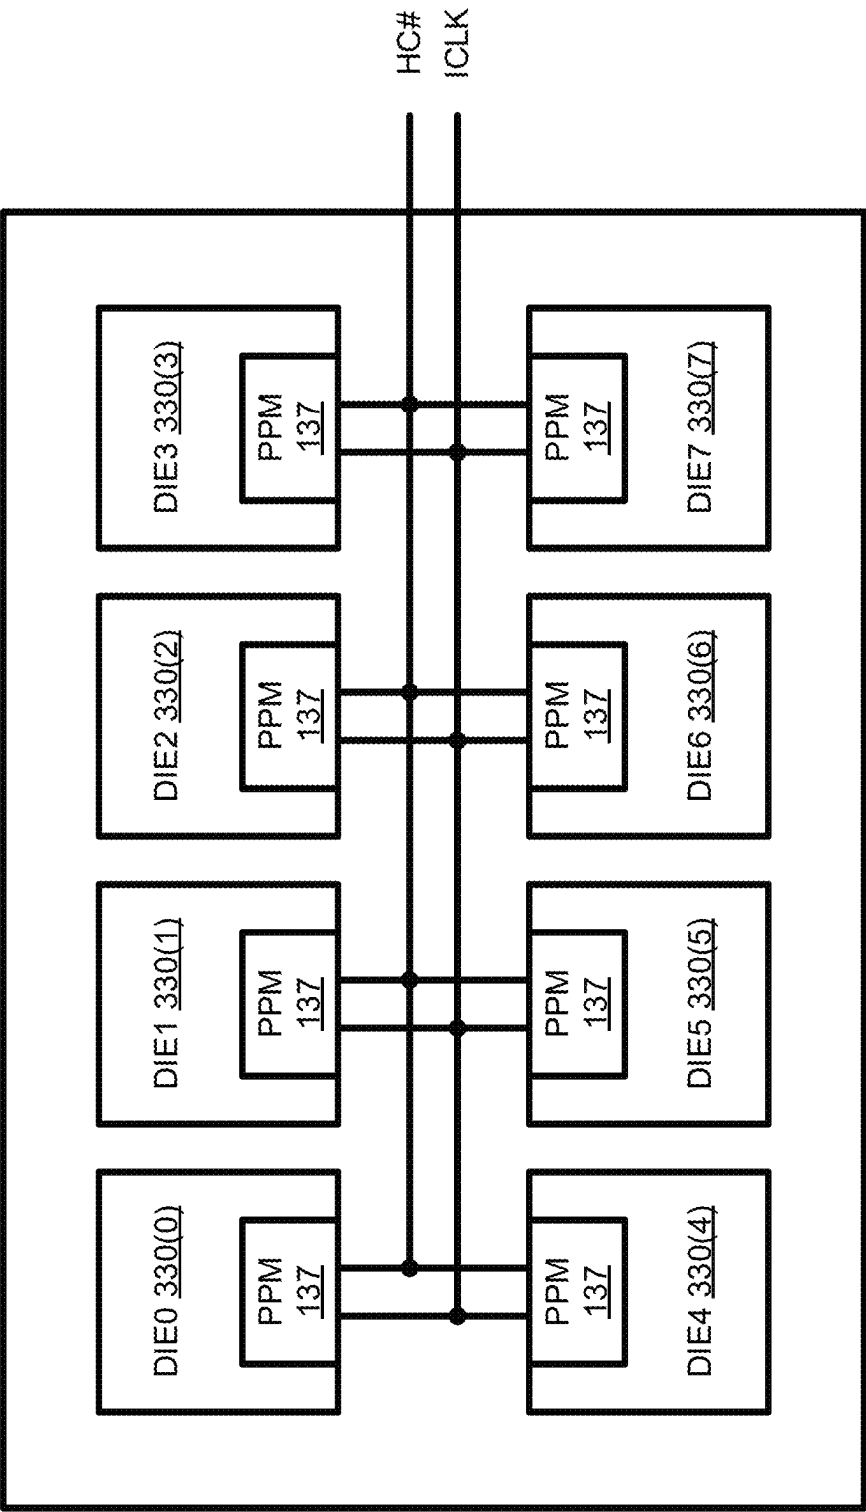 HC#
ICLK
DIE0 330(0)
PPM
137
DIE1 330(1)
PPM
137
DIE2 330(2)
PPM
137
DIE3 330(3)
PPM
137
PPM
137
DIE4 330(4)
PPM
137
DIE5 330(5)
PPM
137
DIE6 330(6)
PPM
137
DIE7 330(7)